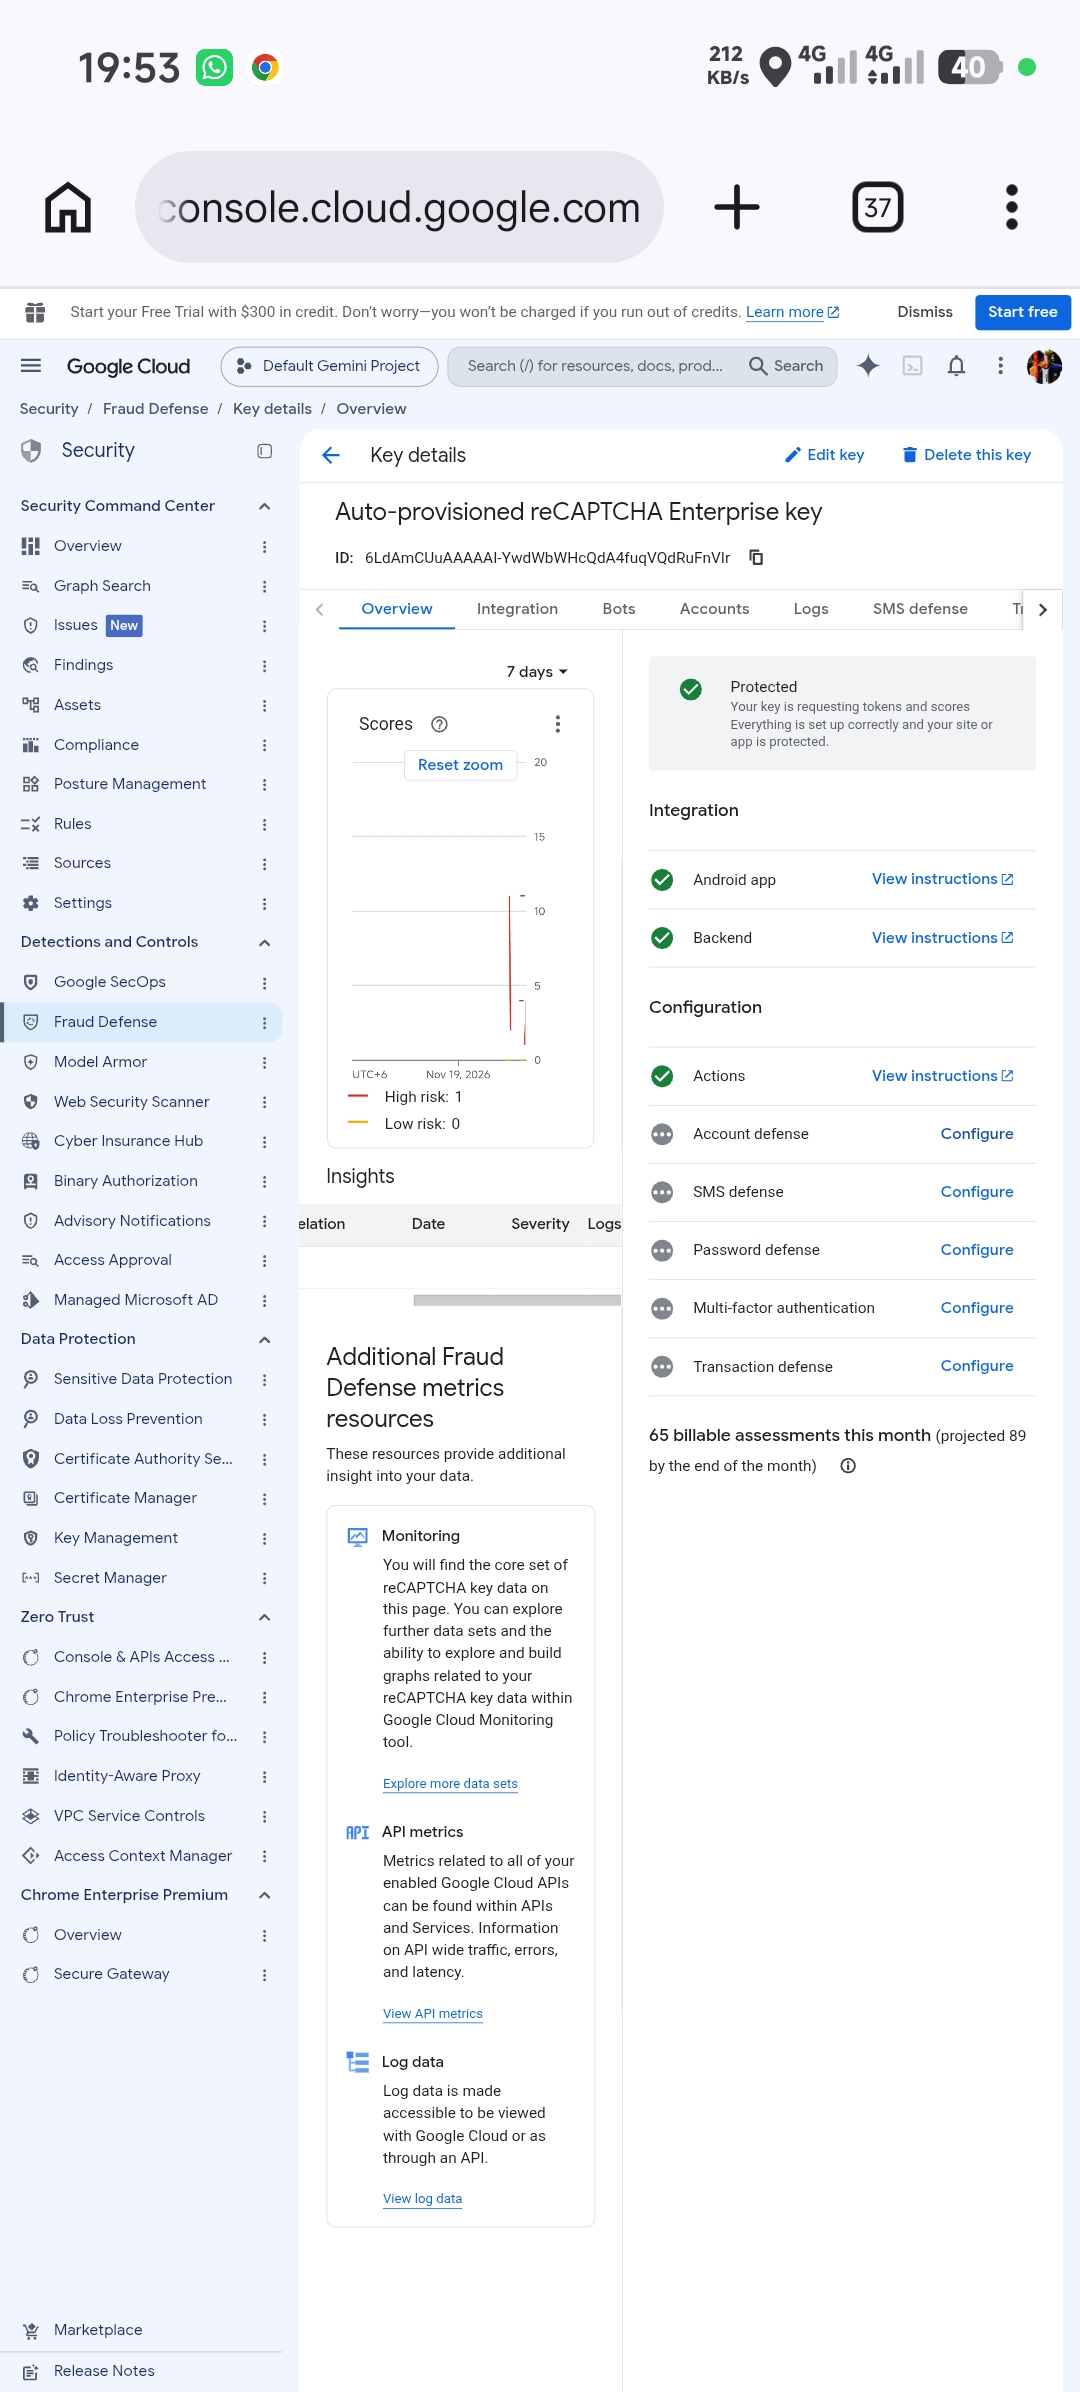 19:53
212
KB/s
4G
4G
40
console.cloud.google.com
37
Start your Free Trial with $300 in credit. Don't worry—you won't be charged if you run out of credits. Learn more
Dismiss
Start free
Google Cloud
Default Gemini Project
Search (/) for resources, docs, prod...
Search
Security / Fraud Defense / Key details / Overview
Security
Security Command Center
Overview
Graph Search
Issues New
Findings
Assets
Compliance
Posture Management
Rules
Sources
Settings
Detections and Controls
Google SecOps
Fraud Defense
Model Armor
Web Security Scanner
Cyber Insurance Hub
Binary Authorization
Advisory Notifications
Access Approval
Managed Microsoft AD
Data Protection
Sensitive Data Protection
Data Loss Prevention
Certificate Authority Se...
Certificate Manager
Key Management
Secret Manager
Zero Trust
Console & APIs Access ...
Chrome Enterprise Pre...
Policy Troubleshooter fo...
Identity-Aware Proxy
VPC Service Controls
Access Context Manager
Chrome Enterprise Premium
Overview
Secure Gateway
Marketplace
Release Notes
Key details
Edit key
Delete this key
Auto-provisioned reCAPTCHA Enterprise key
ID: 6LdAmCUuAAAAAI-YwdWbWHcQdA4fuqVQdRuFnVIr
Overview
Integration
Bots
Accounts
Logs
SMS defense
7 days
Scores
Reset zoom
20
15
10
5
0
UTC+6
Nov 19, 2026
High risk: 1
Low risk: 0
Insights
elation
Date
Severity
Logs
Additional Fraud
Defense metrics
resources
These resources provide additional
insight into your data.
Monitoring
You will find the core set of
reCAPTCHA key data on
this page. You can explore
further data sets and the
ability to explore and build
graphs related to your
reCAPTCHA key data within
Google Cloud Monitoring
tool.
Explore more data sets
API
API metrics
Metrics related to all of your
enabled Google Cloud APIs
can be found within APIs
and Services. Information
on API wide traffic, errors,
and latency.
View API metrics
Log data
Log data is made
accessible to be viewed
with Google Cloud or as
through an API.
View log data
Protected
Your key is requesting tokens and scores
Everything is set up correctly and your site or
app is protected.
Integration
Android app
View instructions
Backend
View instructions
Configuration
Actions
View instructions
Account defense
Configure
SMS defense
Configure
Password defense
Configure
Multi-factor authentication
Configure
Transaction defense
Configure
65 billable assessments this month (projected 89
by the end of the month)